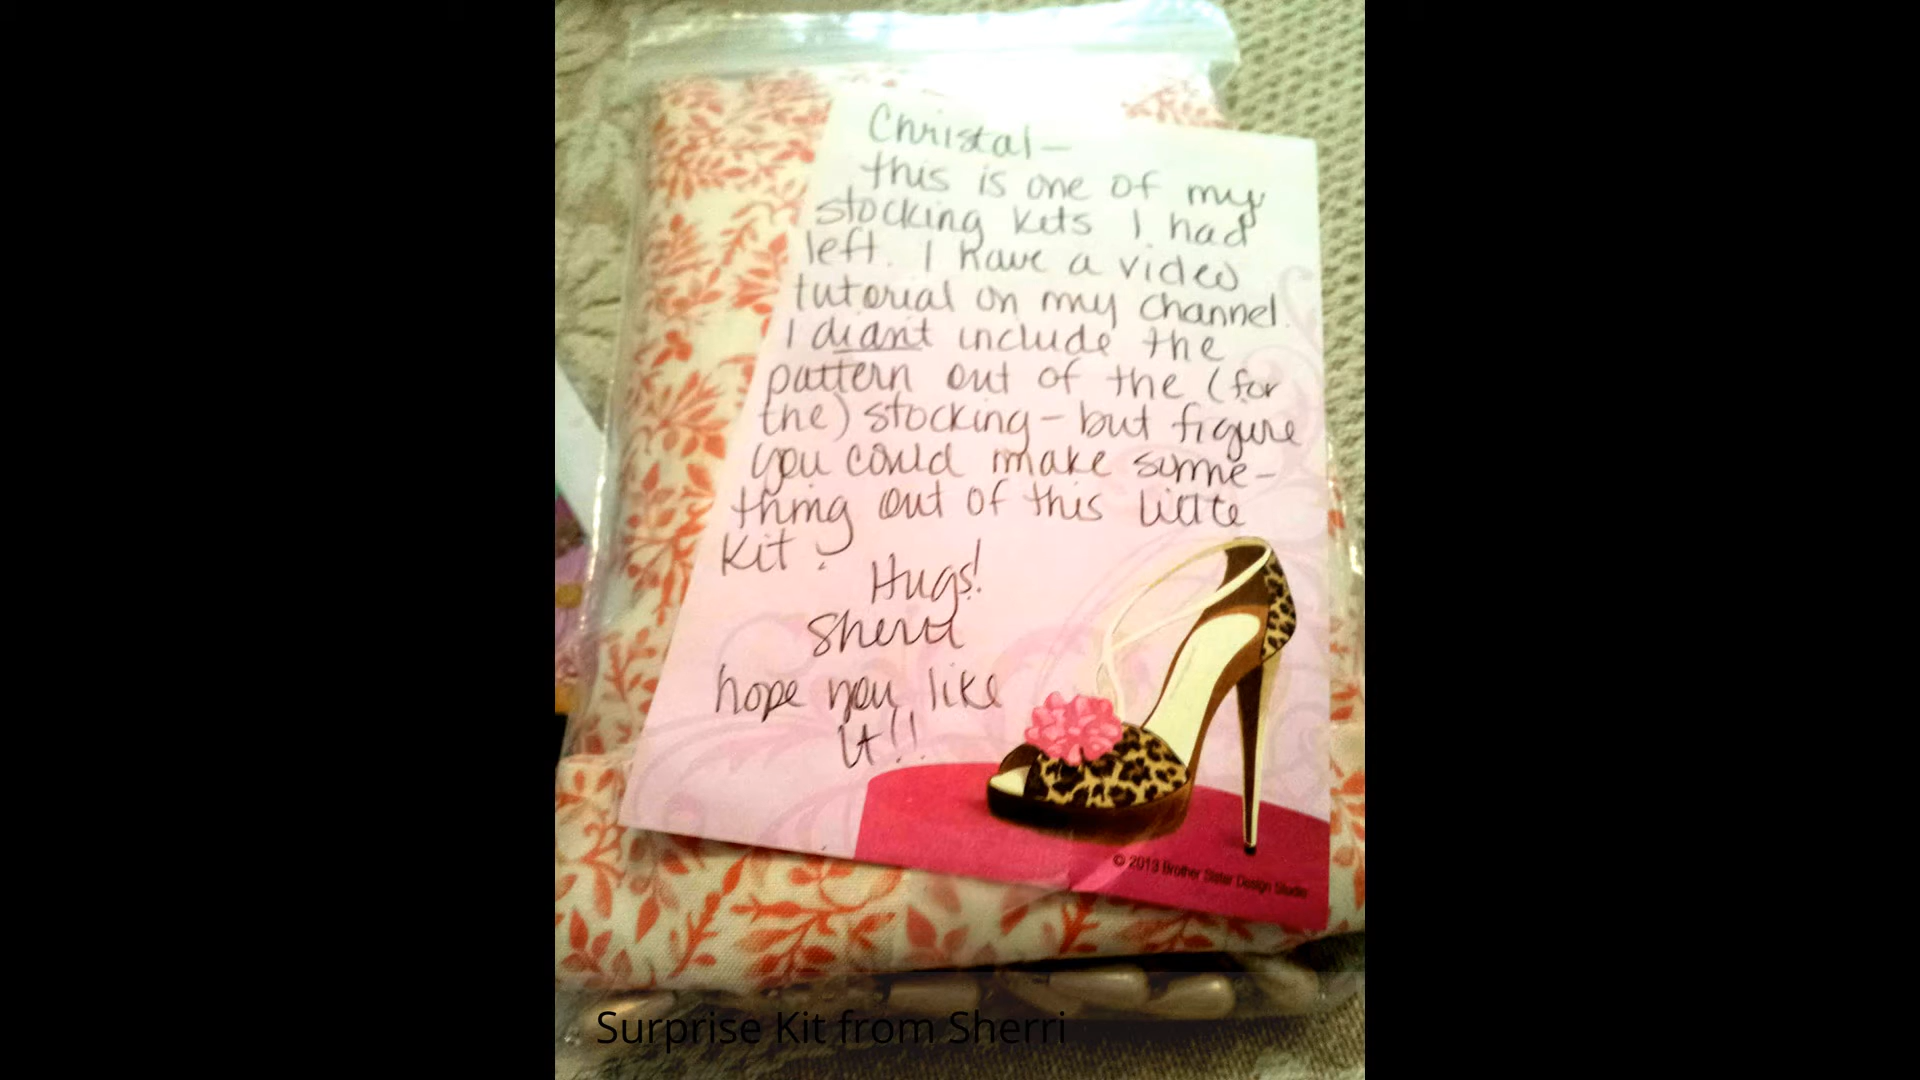 Christal—
this is one of my
stocking kits I had
left. I have a video
tutorial on my channel.
I didn't include the
pattern out of the (for
the) stocking - but figure
you could make some-
thing out of this little
Kit!
Hugs!
Sherri
hope you like
it!!
© 2013 Brother Sister Design Studio
Surprise Kit from Sherri